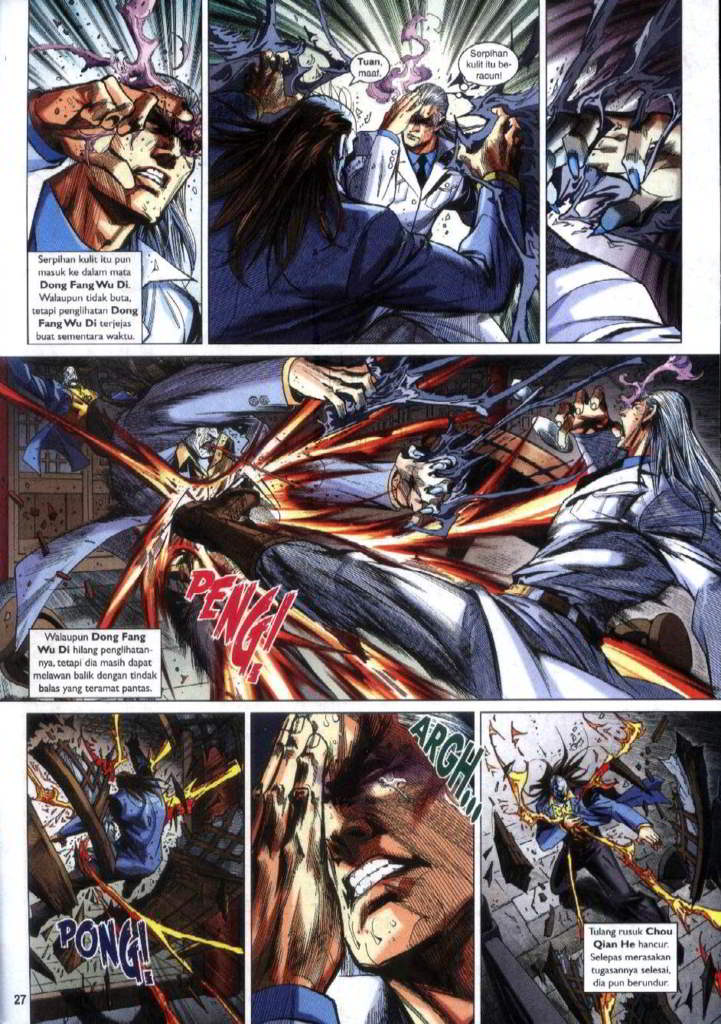 Serpihan kulit itu pun
masuk ke dalam mata
Dong Fang Wu Di.
Walaupun tidak buta,
tetapi penglihatan Dong
Fang Wu Di terjejas
buat sementara waktu.
Tuan,
maaf.
Serpihan
kulit itu be-
racun!
PENG!
Walaupun Dong Fang
Wu Di hilang penglihatan-
nya, tetapi dia masih dapat
melawan balik dengan tindak
balas yang teramat pantas.
PONG!
ARGH...
Tulang rusuk Chou
Qian He hancur.
Selepas merasakan
tugasannya selesai,
dia pun berundur.
27